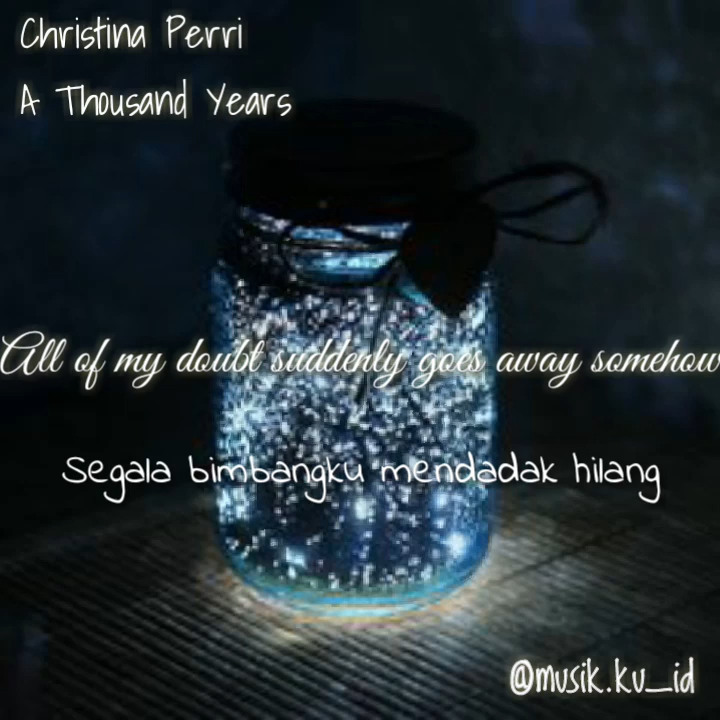 Christina Perri
A Thousand Years
All of my doubt suddenly goes away somehow
Segala bimbangku mendadak hilang
@musik.ku_id